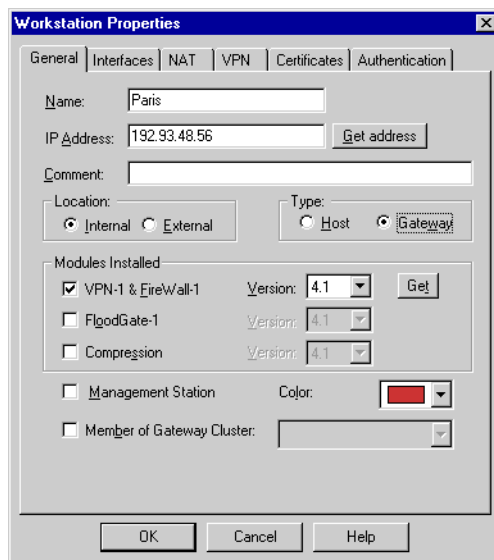 Workstation Properties
General Interfaces NAT VPN Certificates Authentication
Name: Paris
IP Address: 192.93.48.56 Get address
Comment:
Location: Type:
Internal External Host Gateway
Modules Installed
VPN-1 & FireWall-1 Version: 4.1 Get
FloodGate-1 Version: 4.1
Compression Version: 4.1
Management Station Color:
Member of Gateway Cluster:
OK Cancel Help